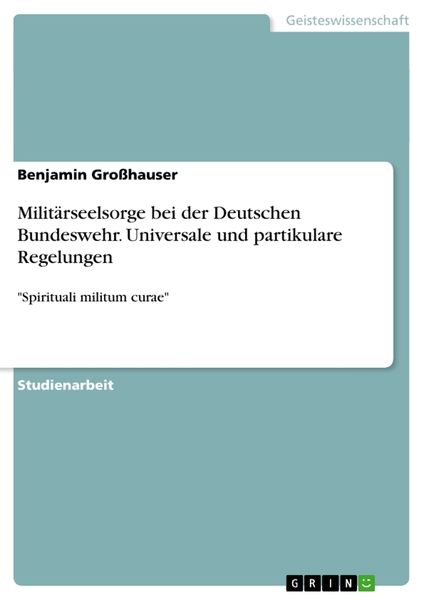 Geisteswissenschaft
Benjamin Großhauser
Militärseelsorge bei der Deutschen
Bundeswehr. Universale und partikulare
Regelungen
"Spirituali militum curae"
Studienarbeit
GRIN